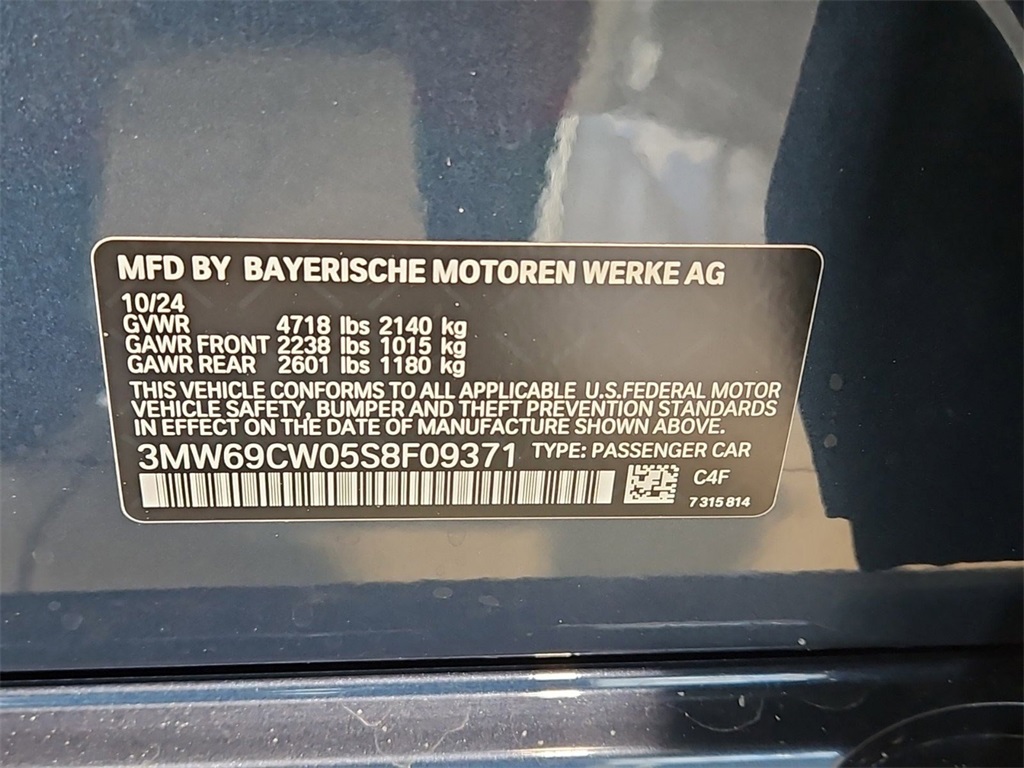 MFD BY BAYERISCHE MOTOREN WERKE AG
10/24
GVWR 4718 lbs 2140 kg
GAWR FRONT 2238 lbs 1015 kg
GAWR REAR 2601 lbs 1180 kg
THIS VEHICLE CONFORMS TO ALL APPLICABLE U.S.FEDERAL MOTOR
VEHICLE SAFETY, BUMPER AND THEFT PREVENTION STANDARDS
IN EFFECT ON THE DATE OF MANUFACTURE SHOWN ABOVE.
3MW69CW05S8F09371 TYPE: PASSENGER CAR
C4F
7 315 814